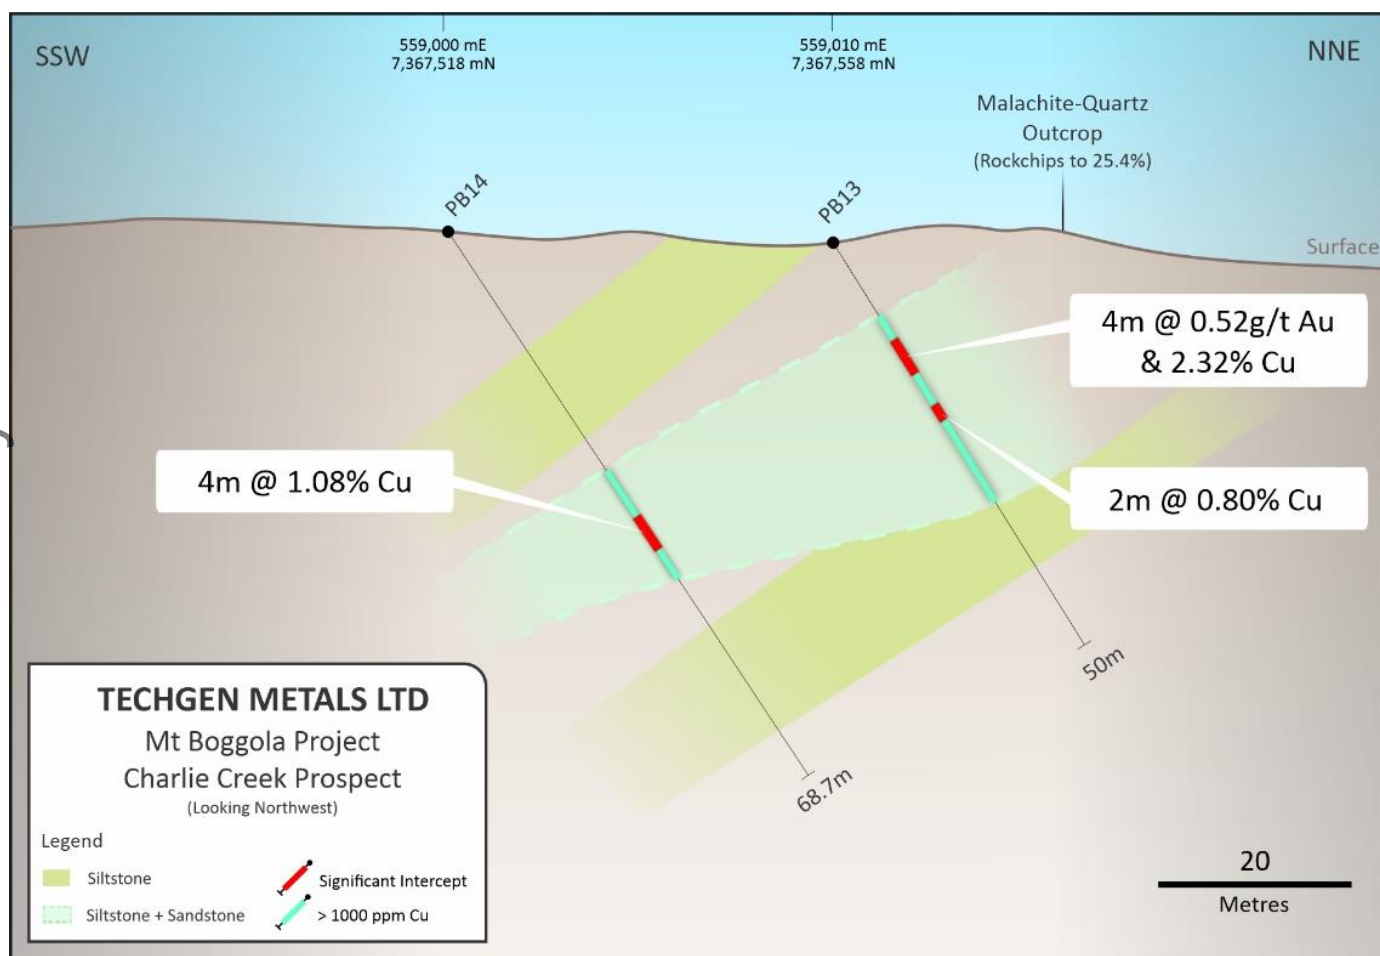 SSW
559,000 mE
7,367,518 mN
559,010 mE
7,367,558 mN
NNE
Malachite-Quartz
Outcrop
(Rockchips to 25.4%)
PB14
PB13
Surface
4m @ 0.52g/t Au
& 2.32% Cu
4m @ 1.08% Cu
2m @ 0.80% Cu
50m
68.7m
TECHGEN METALS LTD
Mt Boggola Project
Charlie Creek Prospect
(Looking Northwest)
Legend
Siltstone
Significant Intercept
Siltstone + Sandstone
> 1000 ppm Cu
20
Metres